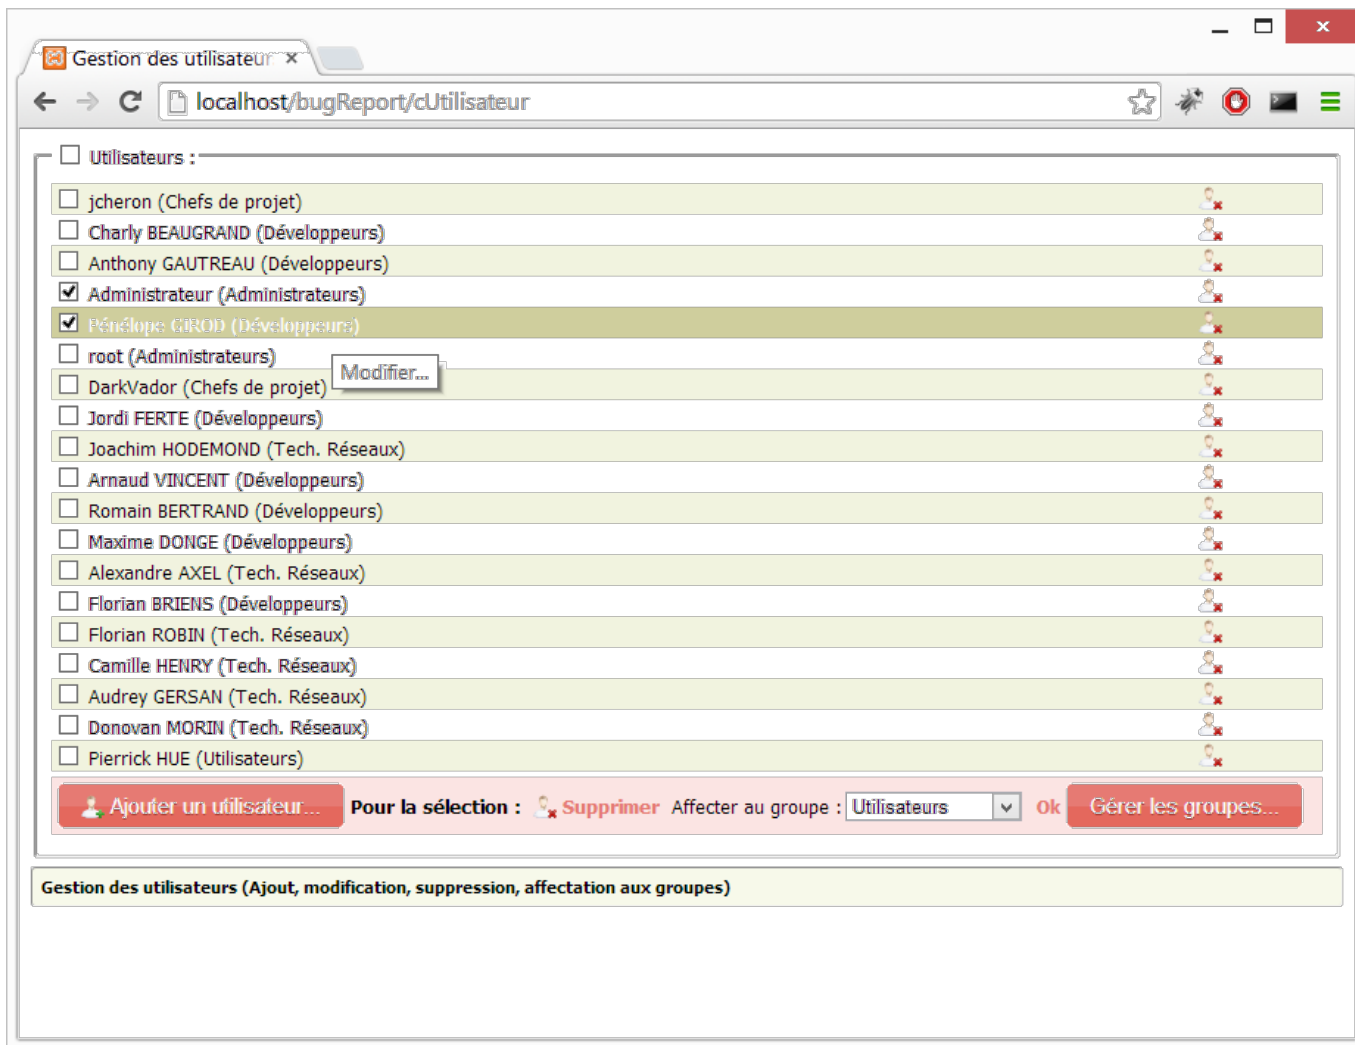 Gestion des utilisateur
localhost/bugReport/cUtilisateur
Utilisateurs :
jcheron (Chefs de projet)
Charly BEAUGRAND (Développeurs)
Anthony GAUTREAU (Développeurs)
Administrateur (Administrateurs)
Pénélope GIROD (Développeurs)
root (Administrateurs)
Modifier...
DarkVador (Chefs de projet)
Jordi FERTE (Développeurs)
Joachim HODEMOND (Tech. Réseaux)
Arnaud VINCENT (Développeurs)
Romain BERTRAND (Développeurs)
Maxime DONGE (Développeurs)
Alexandre AXEL (Tech. Réseaux)
Florian BRIENS (Développeurs)
Florian ROBIN (Tech. Réseaux)
Camille HENRY (Tech. Réseaux)
Audrey GERSAN (Tech. Réseaux)
Donovan MORIN (Tech. Réseaux)
Pierrick HUE (Utilisateurs)
Ajouter un utilisateur... Pour la sélection : Supprimer Affecter au groupe : Utilisateurs Ok Gérer les groupes...
Gestion des utilisateurs (Ajout, modification, suppression, affectation aux groupes)